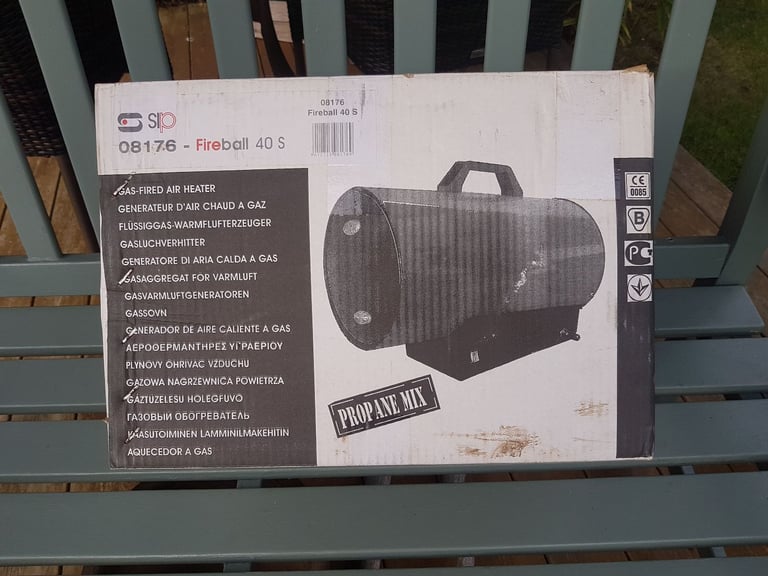 SIP
08176 - Fireball 40 S
08176
Fireball 40 S
GAS-FIRED AIR HEATER
GENERATEUR D'AIR CHAUD A GAZ
FLÜSSIGGAS-WARMFLUFTERZEUGER
GASLUCHVERHITTER
GENERATORE DI ARIA CALDA A GAS
GASAGGREGAT FOR VARMLUFT
GASVARMLUFTGENERATOREN
GASSOVN
GENERADOR DE AIRE CALIENTE A GAS
ΑΕΡΟΘΕΡΜΑΝΤΗΡΕΣ ΥΓΡΑΕΡΙΟΥ
PLYNOVY OHRIVAC VZDUCHU
GAZOWA NAGRZEWNICA POWIETRZA
GAZTUZELESU HOLEGFUVO
ГАЗОВЫЙ ОБОГРЕВАТЕЛЬ
KAASUTOIMINEN LAMMINILMAKEHITIN
AQUECEDOR A GAS
PROPANE MIX
CE
0085
B
PC